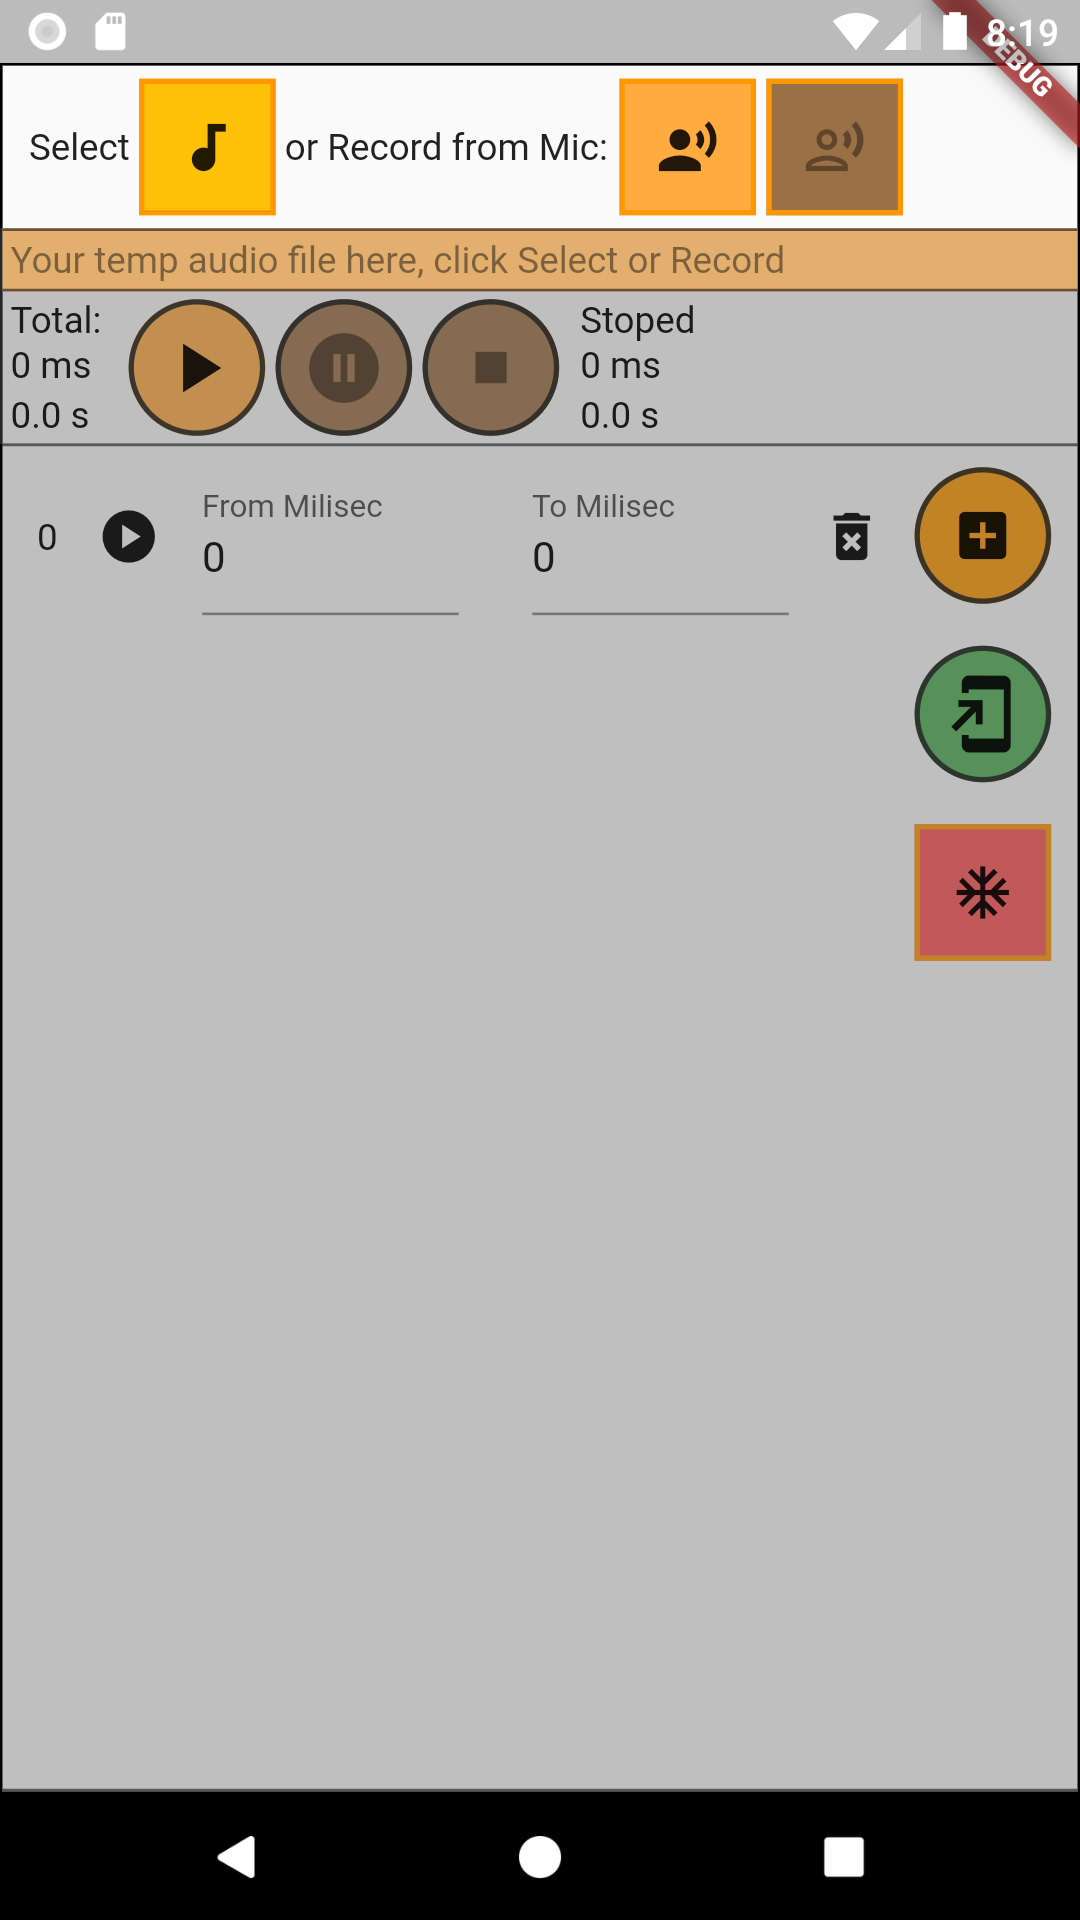 8:19
DEBUG
Select or Record from Mic:
Your temp audio file here, click Select or Record
Total:
0 ms
0.0 s
Stoped
0 ms
0.0 s
0
From Milisec
0
To Milisec
0